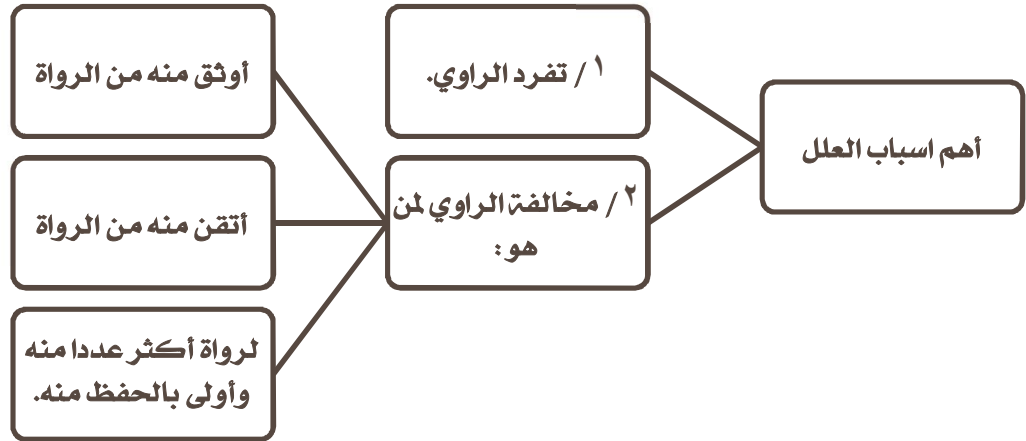 أهم اسباب العلل
١ / تفرد الراوي.
٢ / مخالفة الراوي لمن
هو :
أوثق منه من الرواة
أتقن منه من الرواة
لرواة أكثر عددا منه
وأولى بالحفظ منه.